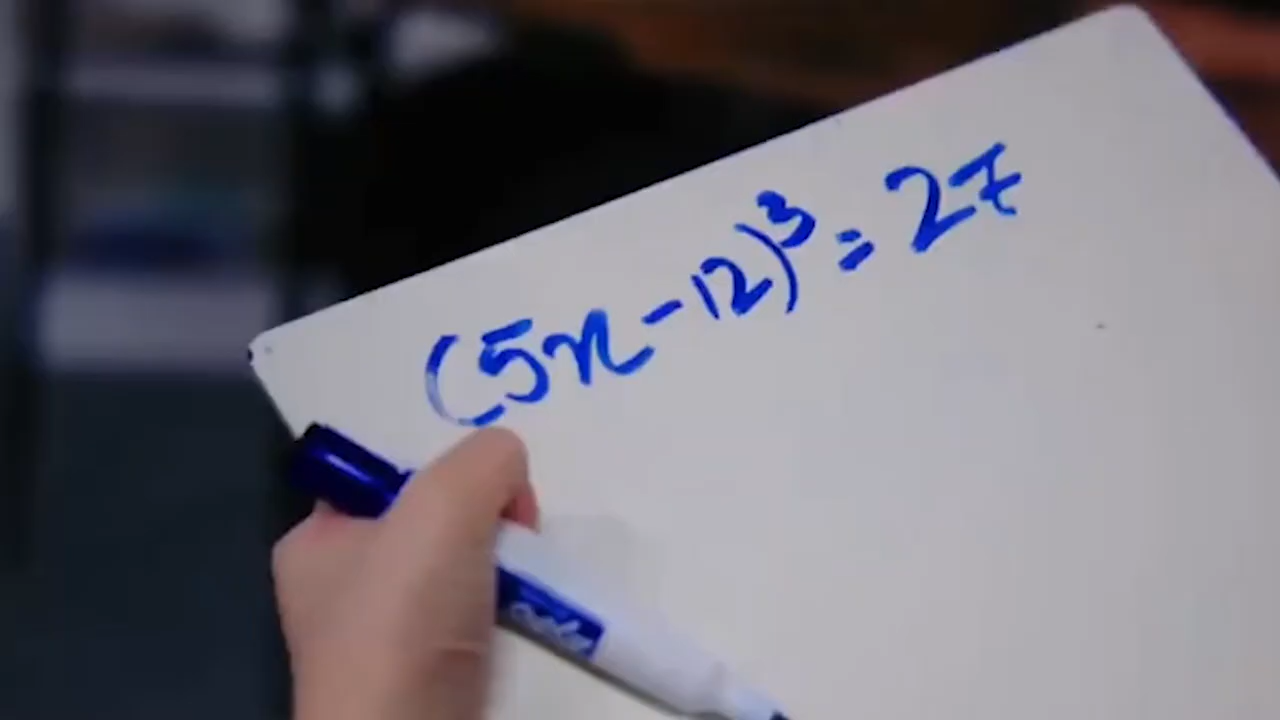 (5x-12)³ = 27